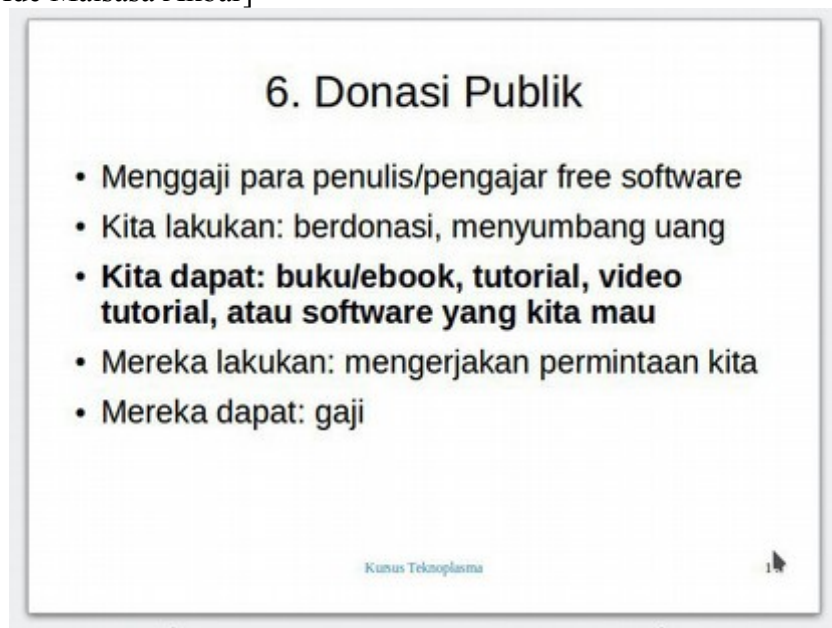 6. Donasi Publik
• Menggaji para penulis/pengajar free software
• Kita lakukan: berdonasi, menyumbang uang
• Kita dapat: buku/ebook, tutorial, video
tutorial, atau software yang kita mau
• Mereka lakukan: mengerjakan permintaan kita
• Mereka dapat: gaji
Kursus Teknoplasma